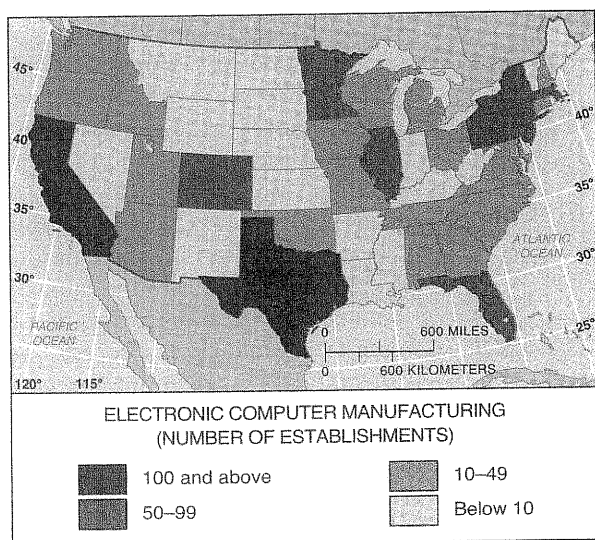 45°
40°
35°
30°
120°
115°
40°
35°
30°
25°
PACIFIC
OCEAN
ATLANTIC
OCEAN
0
600 MILES
0
600 KILOMETERS
ELECTRONIC COMPUTER MANUFACTURING
(NUMBER OF ESTABLISHMENTS)
100 and above
50–99
10–49
Below 10